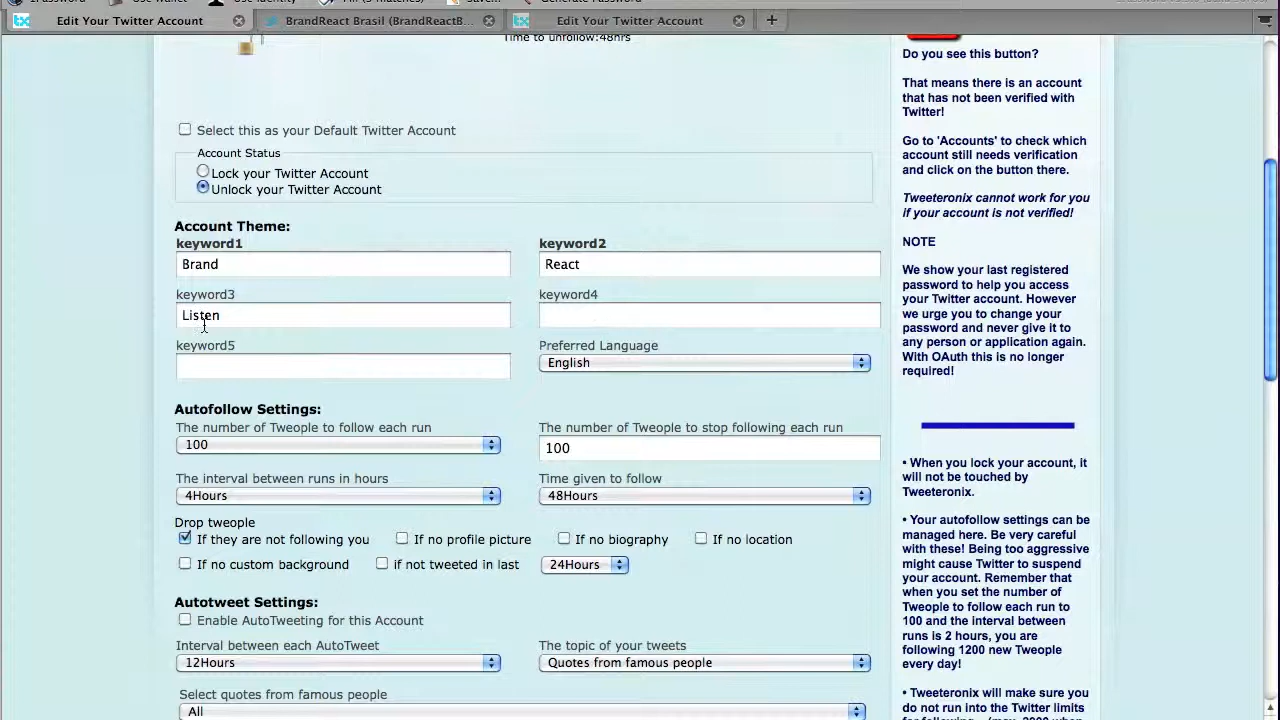 Edit Your Twitter Account
BrandReact Brasil (BrandReacti...
Edit Your Twitter Account
Time to unfollow:48hrs
Select this as your Default Twitter Account
Account Status
Lock your Twitter Account
Unlock your Twitter Account
Account Theme:
keyword1
keyword2
Brand
React
keyword3
keyword4
Listen
keyword5
Preferred Language
English
Autofollow Settings:
The number of Tweople to follow each run
The number of Tweople to stop following each run
100
100
The interval between runs in hours
Time given to follow
4Hours
48Hours
Drop tweople
If they are not following you
If no profile picture
If no biography
If no location
If no custom background
if not tweeted in last
24Hours
Autotweet Settings:
Enable AutoTweeting for this Account
Interval between each AutoTweet
The topic of your tweets
12Hours
Quotes from famous people
Select quotes from famous people
All
Do you see this button?
That means there is an account
that has not been verified with
Twitter!
Go to 'Accounts' to check which
account still needs verification
and click on the button there.
Tweeteronix cannot work for you
if your account is not verified!
NOTE
We show your last registered
password to help you access
your Twitter account. However
we urge you to change your
password and never give it to
any person or application again.
With OAuth this is no longer
required!
• When you lock your account, it
will not be touched by
Tweeteronix.
• Your autofollow settings can be
managed here. Be very careful
with these! Being too aggressive
might cause Twitter to suspend
your account. Remember that
when you set the number of
Tweople to follow each run to
100 and the interval between
runs is 2 hours, you are
following 1200 new Tweople
every day!
• Tweeteronix will make sure you
do not run into the Twitter limits